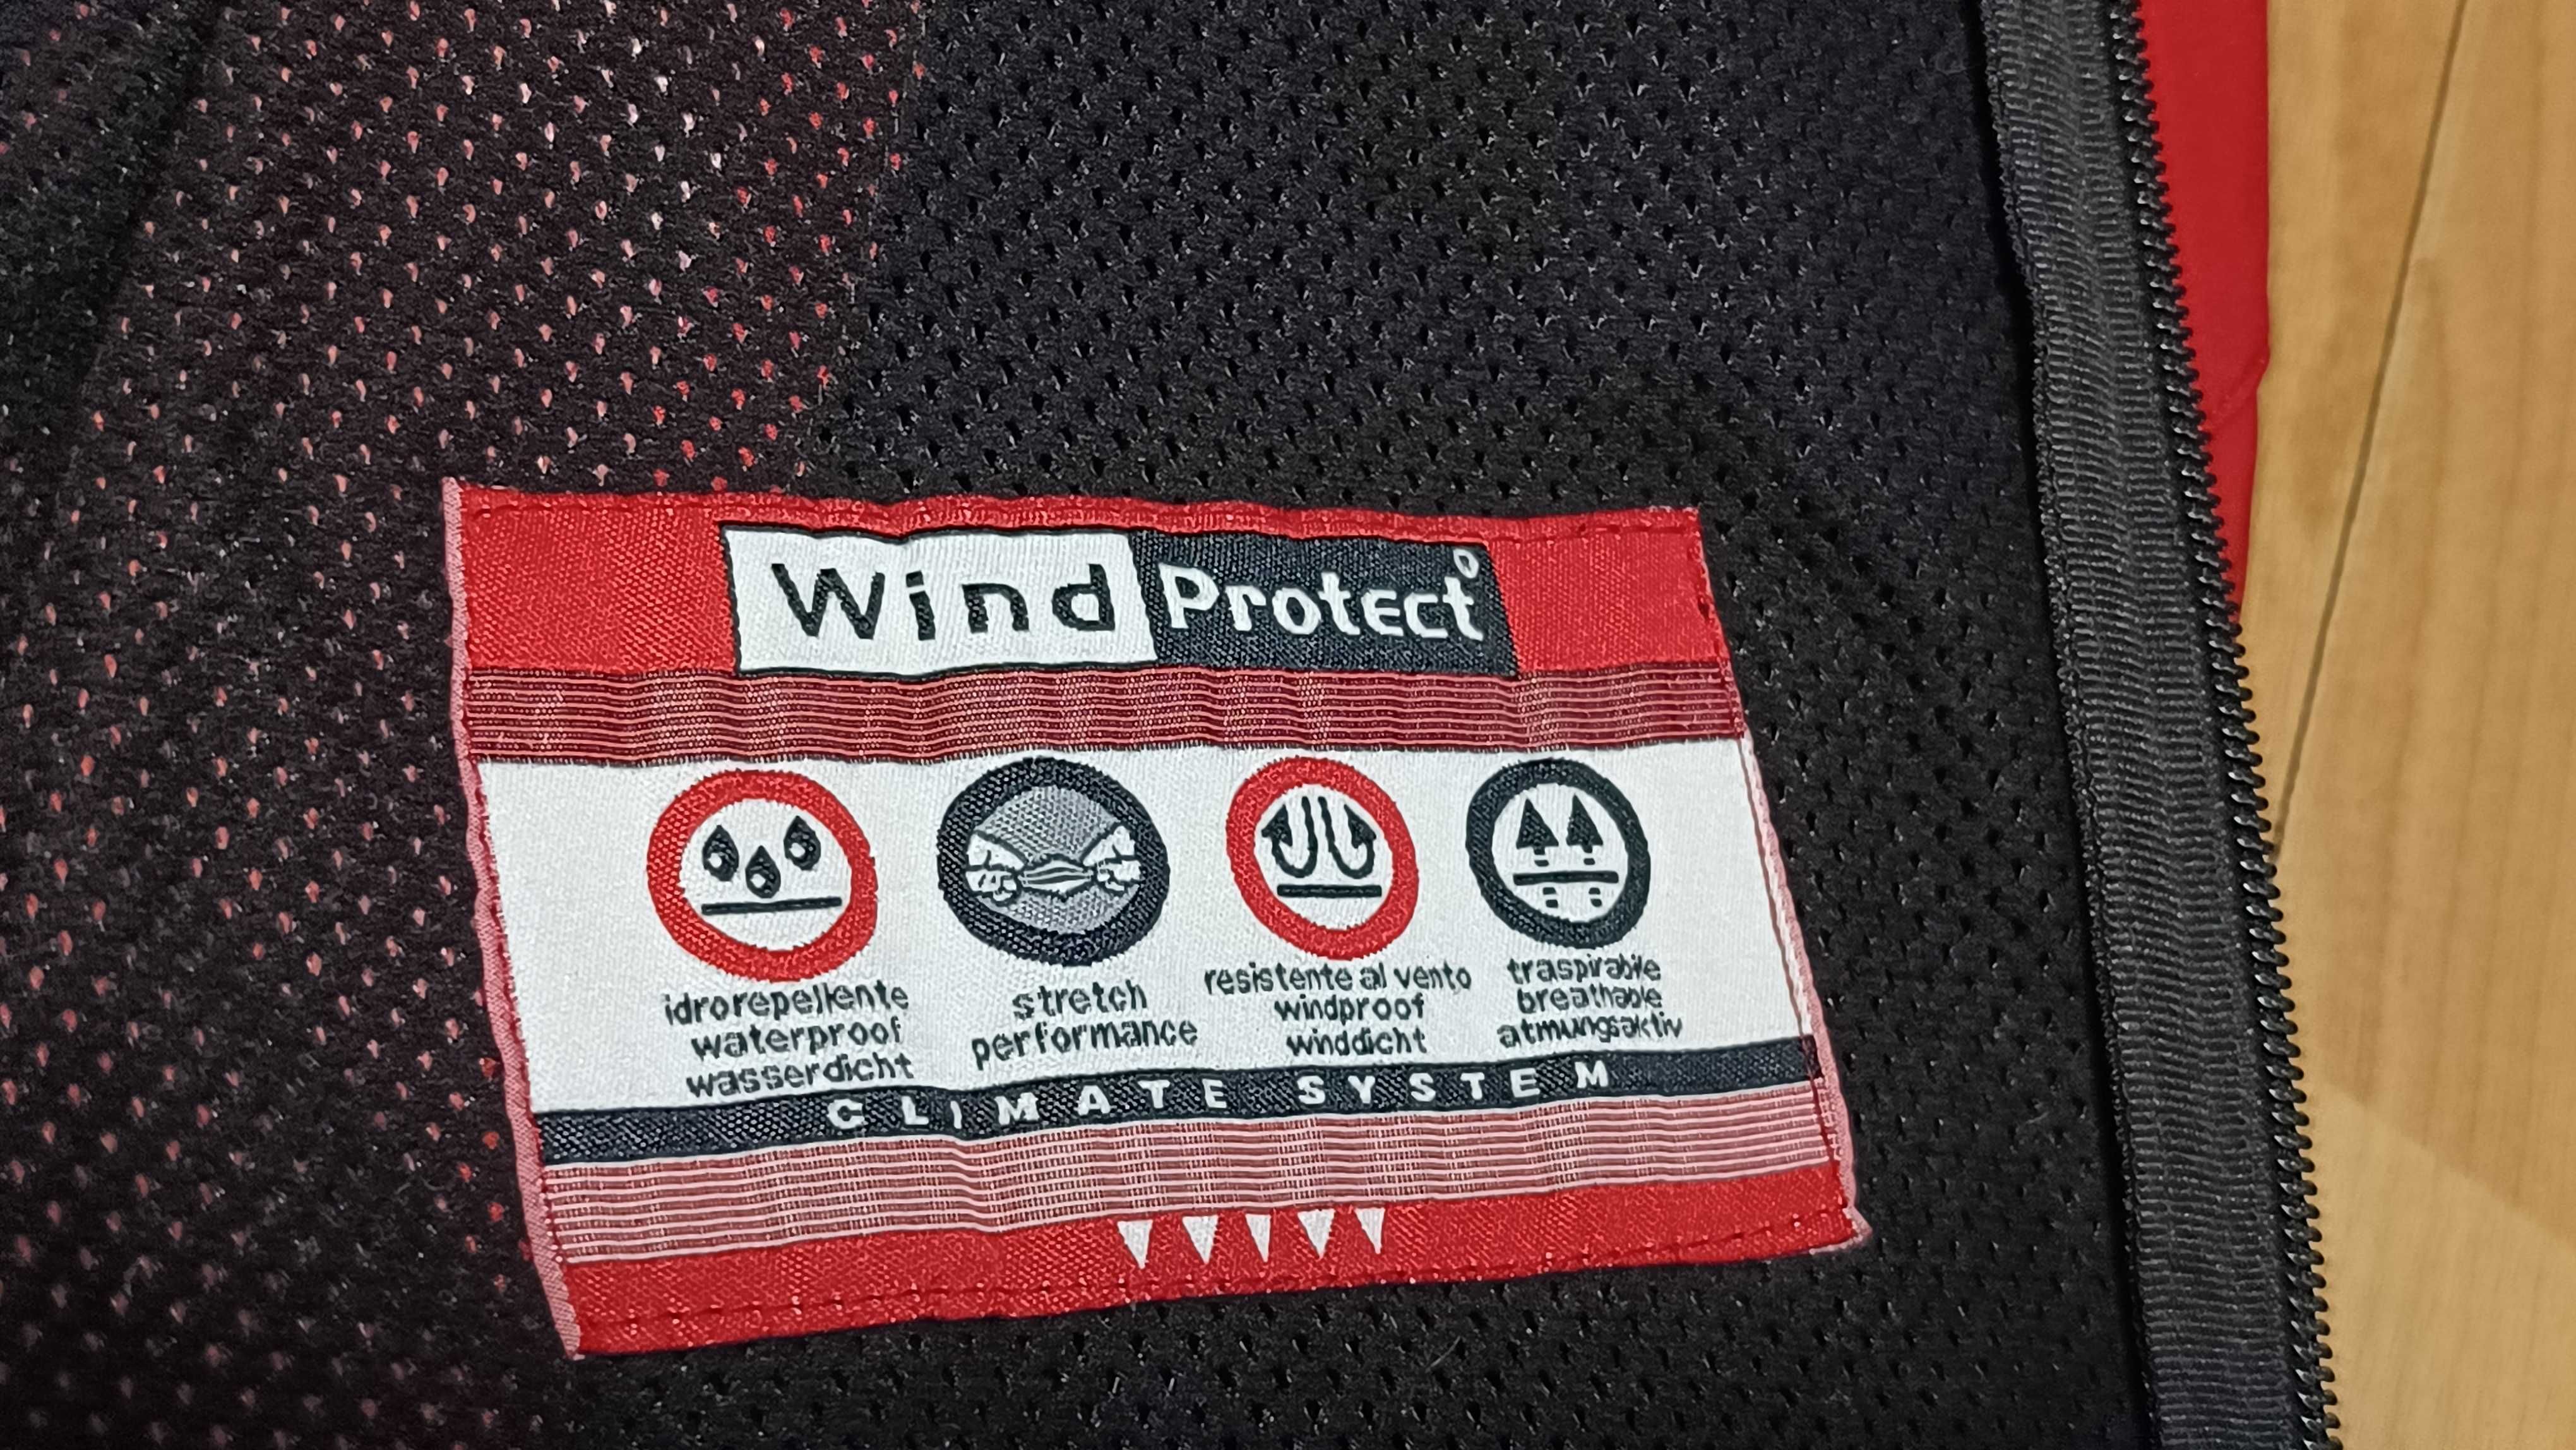 Wind Protect
idrorepellente
waterproof
wasserdicht
stretch
performance
resistente al vento
windproof
winddicht
traspirabile
breathable
atmungsaktiv
CLIMATE SYSTEM